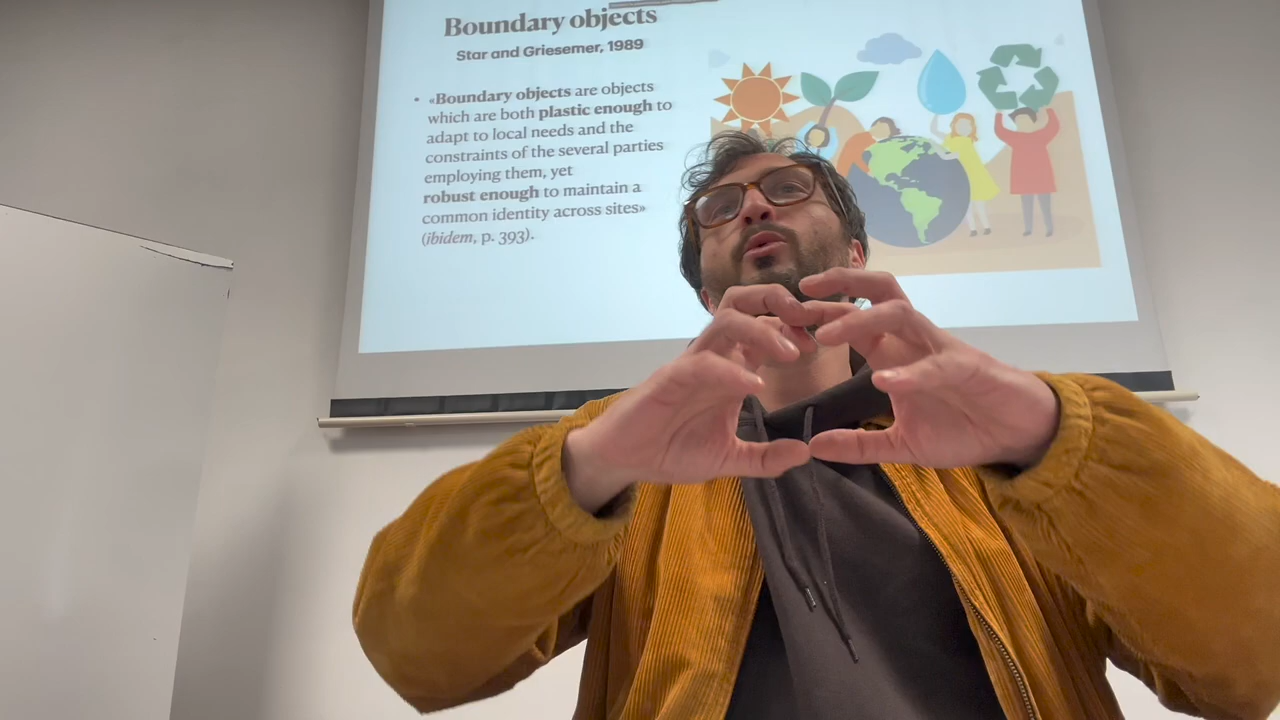 Boundary objects
Star and Griesemer, 1989
• «Boundary objects are objects
which are both plastic enough to
adapt to local needs and the
constraints of the several parties
employing them, yet
robust enough to maintain a
common identity across sites»
(ibidem, p. 393).